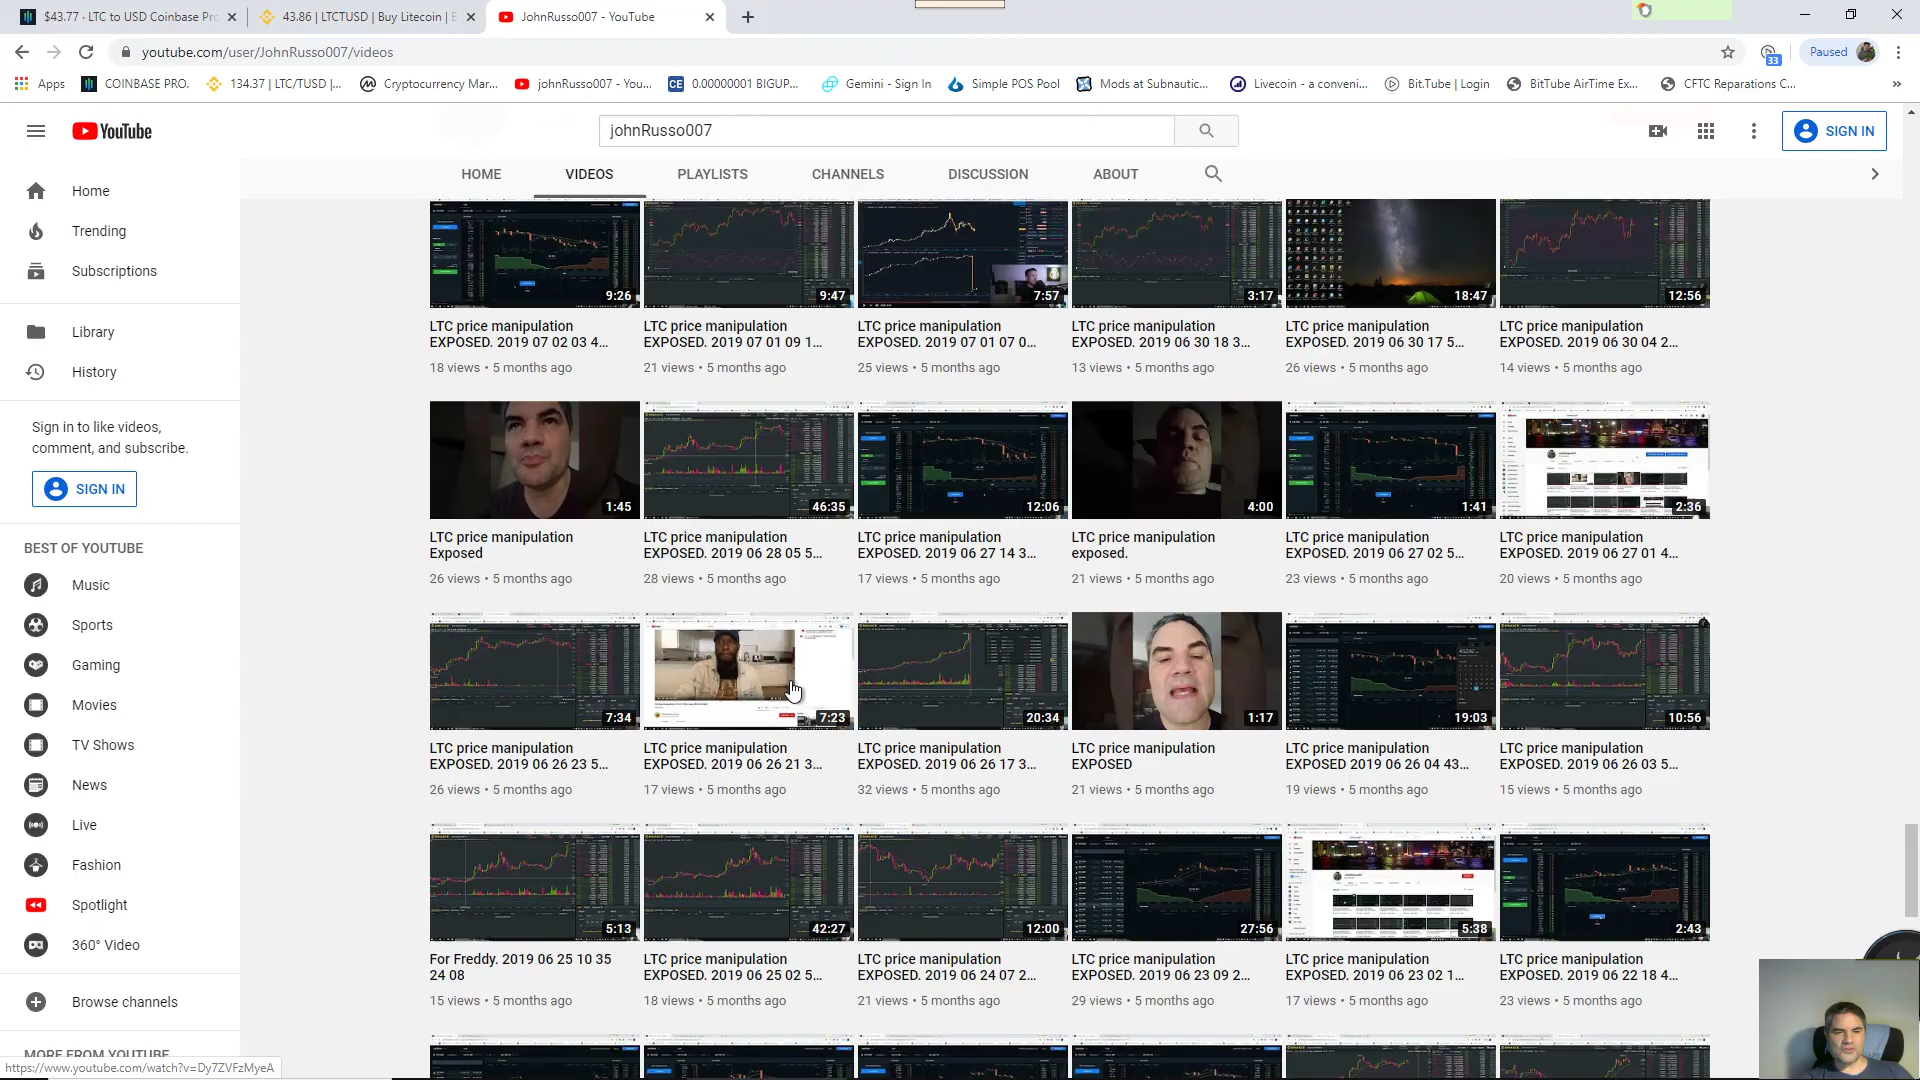 $43.77 · LTC to USD Coinbase Pr
43.86 | LTCTUSD | Buy Litecoin | B
JohnRusso007 - YouTube
youtube.com/user/JohnRusso007/videos
Paused
33
Apps
COINBASE PRO.
134.37 | LTC/TUSD |...
Cryptocurrency Mar...
johnRusso007 - You...
CE
0.00000001 BIGUP...
Gemini - Sign In
Simple POS Pool
Mods at Subnautic...
Livecoin - a conveni...
Bit.Tube | Login
BitTube AirTime Ex...
CFTC Reparations C...
YouTube
johnRusso007
SIGN IN
HOME
VIDEOS
PLAYLISTS
CHANNELS
DISCUSSION
ABOUT
Home
Trending
Subscriptions
Library
History
Sign in to like videos,
comment, and subscribe.
SIGN IN
BEST OF YOUTUBE
Music
Sports
Gaming
Movies
TV Shows
News
Live
Fashion
Spotlight
360° Video
Browse channels
MORE FROM YOUTUBE
https://www.youtube.com/watch?v=Dy7ZVFzMyeA
9:26
9:47
7:57
3:17
18:47
12:56
LTC price manipulation
EXPOSED. 2019 07 02 03 4...
18 views • 5 months ago
LTC price manipulation
EXPOSED. 2019 07 01 09 1...
21 views • 5 months ago
LTC price manipulation
EXPOSED. 2019 07 01 07 0...
25 views • 5 months ago
LTC price manipulation
EXPOSED. 2019 06 30 18 3...
13 views • 5 months ago
LTC price manipulation
EXPOSED. 2019 06 30 17 5...
26 views • 5 months ago
LTC price manipulation
EXPOSED. 2019 06 30 04 2...
14 views • 5 months ago
1:45
46:35
12:06
4:00
1:41
2:36
LTC price manipulation
Exposed
26 views • 5 months ago
LTC price manipulation
EXPOSED. 2019 06 28 05 5...
28 views • 5 months ago
LTC price manipulation
EXPOSED. 2019 06 27 14 3...
17 views • 5 months ago
LTC price manipulation
exposed.
21 views • 5 months ago
LTC price manipulation
EXPOSED. 2019 06 27 02 5...
23 views • 5 months ago
LTC price manipulation
EXPOSED. 2019 06 27 01 4...
20 views • 5 months ago
7:34
7:23
20:34
1:17
19:03
10:56
LTC price manipulation
EXPOSED. 2019 06 26 23 5...
26 views • 5 months ago
LTC price manipulation
EXPOSED. 2019 06 26 21 3...
17 views • 5 months ago
LTC price manipulation
EXPOSED. 2019 06 26 17 3...
32 views • 5 months ago
LTC price manipulation
EXPOSED
21 views • 5 months ago
LTC price manipulation
EXPOSED 2019 06 26 04 43...
19 views • 5 months ago
LTC price manipulation
EXPOSED. 2019 06 26 03 5...
15 views • 5 months ago
5:13
42:27
12:00
27:56
5:38
2:43
For Freddy. 2019 06 25 10 35
24 08
15 views • 5 months ago
LTC price manipulation
EXPOSED. 2019 06 25 02 5...
18 views • 5 months ago
LTC price manipulation
EXPOSED. 2019 06 24 07 2...
21 views • 5 months ago
LTC price manipulation
EXPOSED. 2019 06 23 09 2...
29 views • 5 months ago
LTC price manipulation
EXPOSED. 2019 06 23 02 1...
17 views • 5 months ago
LTC price manipulation
EXPOSED. 2019 06 22 18 4...
23 views • 5 months ago